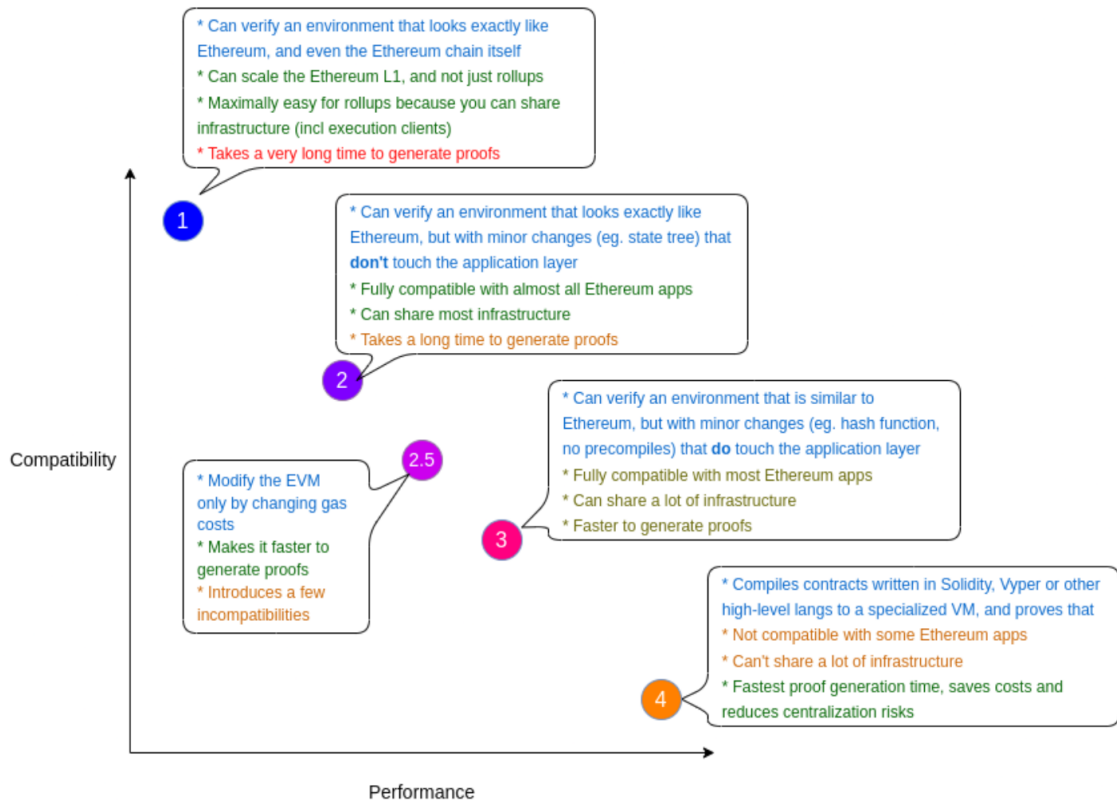 * Can verify an environment that looks exactly like
Ethereum, and even the Ethereum chain itself
* Can scale the Ethereum L1, and not just rollups
* Maximally easy for rollups because you can share
infrastructure (incl execution clients)
* Takes a very long time to generate proofs
1
* Can verify an environment that looks exactly like
Ethereum, but with minor changes (eg. state tree) that
don't touch the application layer
* Fully compatible with almost all Ethereum apps
* Can share most infrastructure
* Takes a long time to generate proofs
2
* Can verify an environment that is similar to
Ethereum, but with minor changes (eg. hash function,
no precompiles) that do touch the application layer
* Fully compatible with most Ethereum apps
* Can share a lot of infrastructure
* Faster to generate proofs
Compatibility
2.5
* Modify the EVM
only by changing gas
costs
* Makes it faster to
generate proofs
* Introduces a few
incompatibilities
3
* Compiles contracts written in Solidity, Vyper or other
high-level langs to a specialized VM, and proves that
* Not compatible with some Ethereum apps
* Can't share a lot of infrastructure
* Fastest proof generation time, saves costs and
reduces centralization risks
4
Performance